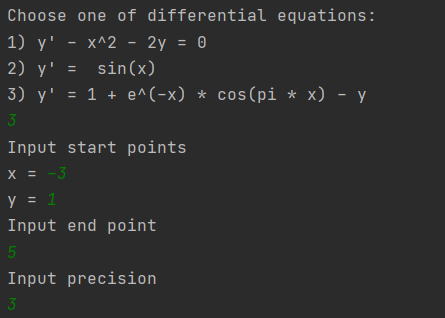 Choose one of differential equations:
1) y' - x^2 - 2y = 0
2) y' =  sin(x)
3) y' = 1 + e^(-x) * cos(pi * x) - y
3
Input start points
x = -3
y = 1
Input end point
5
Input precision
3